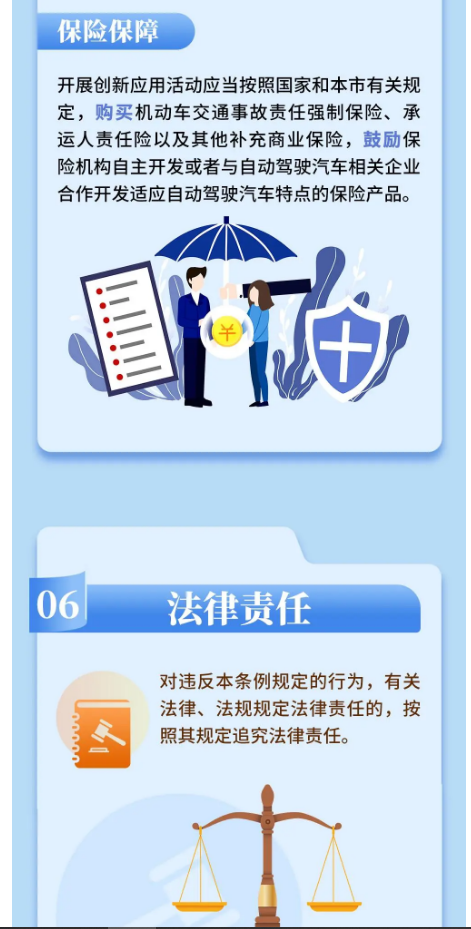 保险保障
开展创新应用活动应当按照国家和本市有关规
定，购买机动车交通事故责任强制保险、承
运人责任险以及其他补充商业保险，鼓励保
险机构自主开发或者与自动驾驶汽车相关企业
合作开发适应自动驾驶汽车特点的保险产品。
06
法律责任
对违反本条例规定的行为，有关
法律、法规规定法律责任的，按
照其规定追究法律责任。